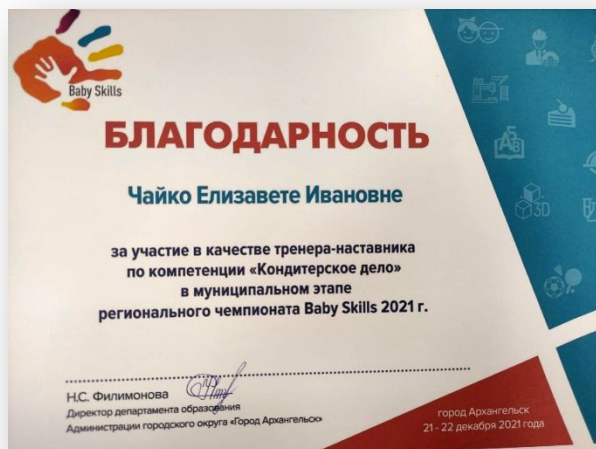 Baby Skills
БЛАГОДАРНОСТЬ
Чайко Елизавете Ивановне
за участие в качестве тренера-наставника
по компетенции «Кондитерское дело»
в муниципальном этапе
регионального чемпионата Baby Skills 2021 г.
Н.С. Филимонова
Директор департамента образования
Администрации городского округа «Город Архангельск»
город Архангельск
21 - 22 декабря 2021 года
АБ
3D